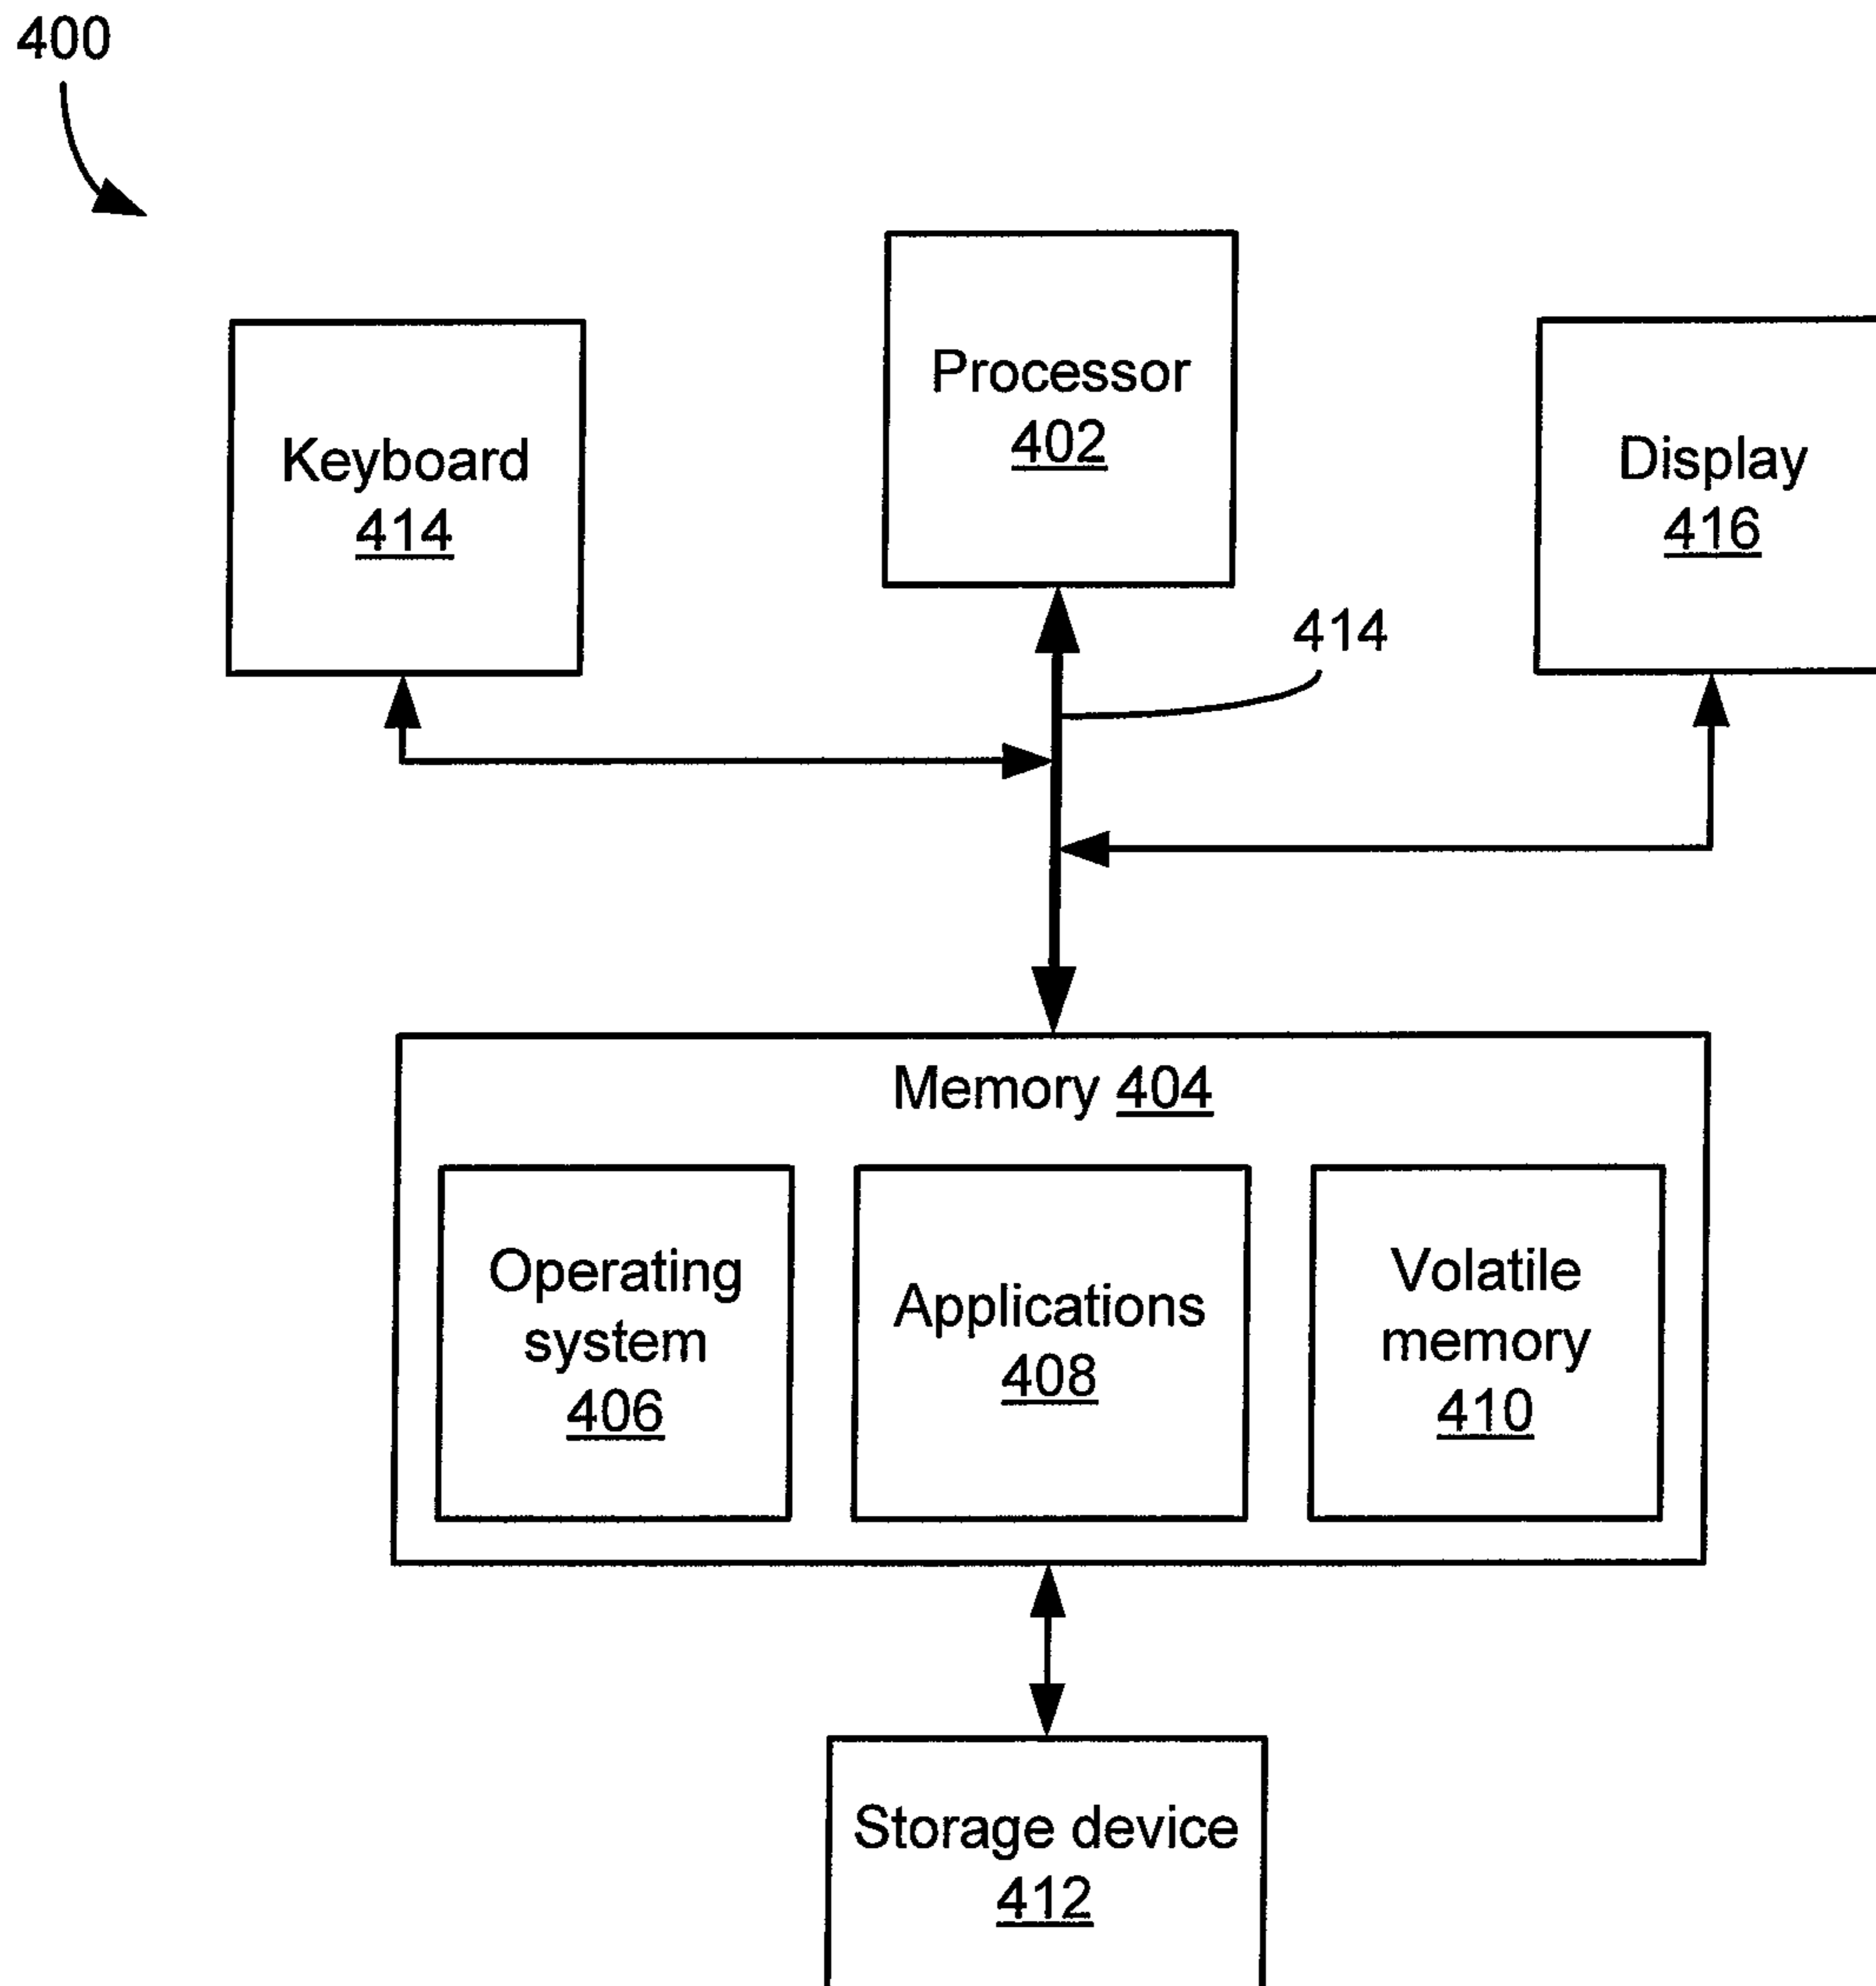 400
Processor
402
Keyboard
414
Display
416
414
Memory 404
Operating
system
406
Applications
408
Volatile
memory
410
Storage device
412